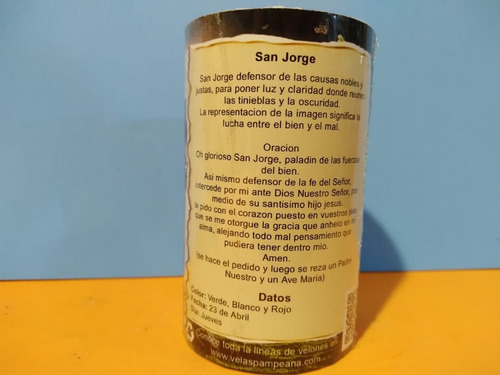 San Jorge
San Jorge defensor de las causas nobles y
justas, para poner luz y claridad donde reunen
las tinieblas y la oscuridad.
La representacion de la imagen significa la
lucha entre el bien y el mal.
Oracion
Oh glorioso San Jorge, paladin de las fuerzas
del bien.
Asi mismo defensor de la fe del Señor,
intercede por mi ante Dios Nuestro Señor, por
medio de su santisimo hijo jesus.
te pido con el corazon puesto en vuestros pies
que se me otorgue la gracia que anhelo en mi
alma, alejando todo mal pensamiento que
pudiera tener dentro mio.
Amen.
(se hace el pedido y luego se reza un Padre
Nuestro y un Ave Maria)
Datos
Color: Verde, Blanco y Rojo
Fecha: 23 de Abril
Dia: Jueves
Conoce toda la lineas de velones en
www.velaspampeana.com